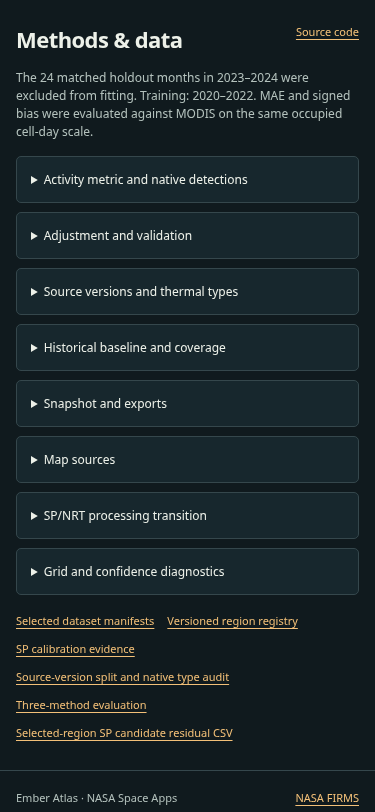 Methods & data
Source code
The 24 matched holdout months in 2023–2024 were
excluded from fitting. Training: 2020–2022. MAE and signed
bias were evaluated against MODIS on the same occupied
cell-day scale.
Activity metric and native detections
Adjustment and validation
Source versions and thermal types
Historical baseline and coverage
Snapshot and exports
Map sources
SP/NRT processing transition
Grid and confidence diagnostics
Selected dataset manifests
Versioned region registry
SP calibration evidence
Source-version split and native type audit
Three-method evaluation
Selected-region SP candidate residual CSV
Ember Atlas · NASA Space Apps
NASA FIRMS